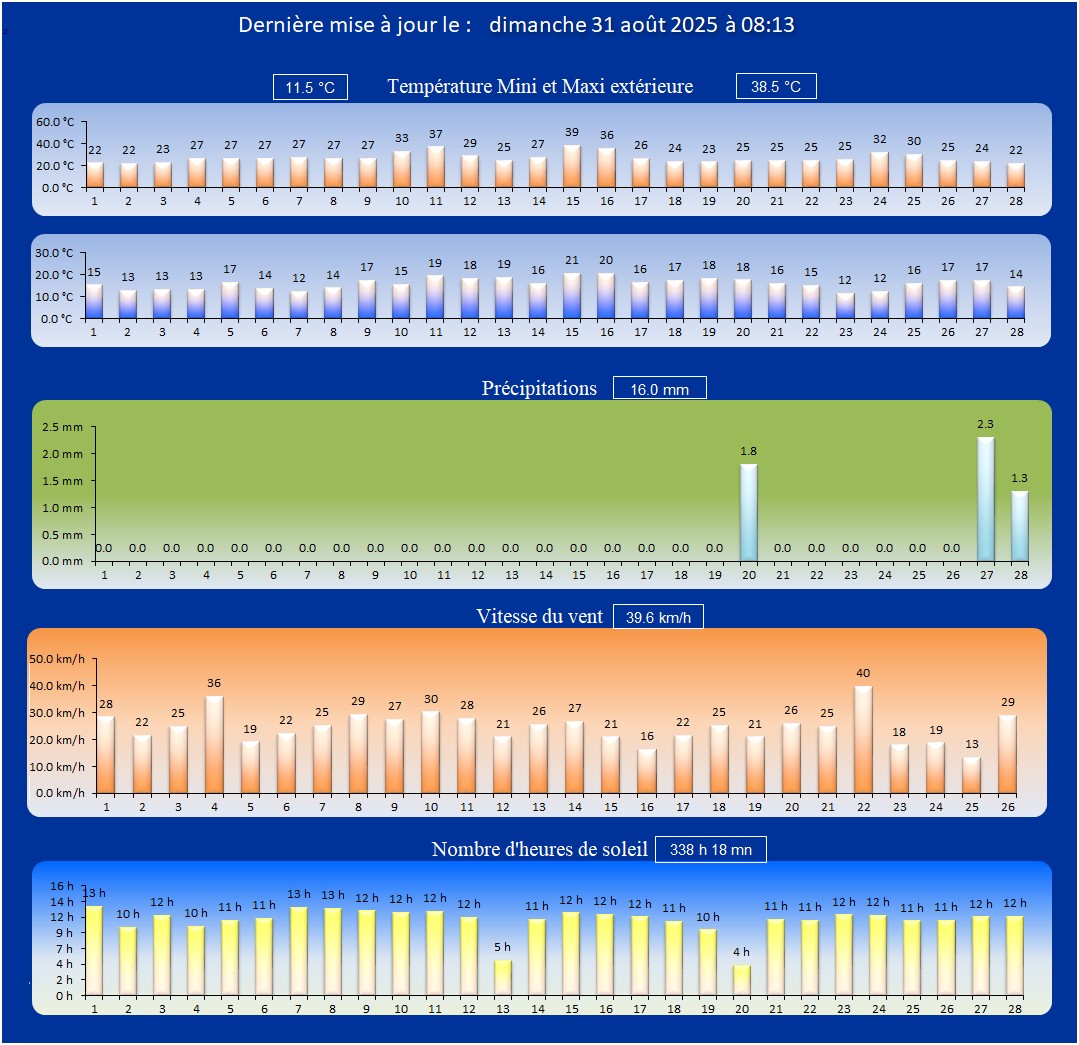 Dernière mise à jour le : dimanche 31 août 2025 à 08:13
11.5 °C Température Mini et Maxi extérieure 38.5 °C
60.0 °C
40.0 °C
20.0 °C
0.0 °C
22 22 23 27 27 27 27 27 27 33 37 29 25 27 39 36 26 24 23 25 25 25 25 32 30 25 24 22
1 2 3 4 5 6 7 8 9 10 11 12 13 14 15 16 17 18 19 20 21 22 23 24 25 26 27 28
30.0 °C
20.0 °C
10.0 °C
0.0 °C
15 13 13 13 17 14 12 14 17 15 19 18 19 16 21 20 16 17 18 18 16 15 12 12 16 17 17 14
1 2 3 4 5 6 7 8 9 10 11 12 13 14 15 16 17 18 19 20 21 22 23 24 25 26 27 28
Précipitations 16.0 mm
2.5 mm
2.0 mm
1.5 mm
1.0 mm
0.5 mm
0.0 mm
0.0 0.0 0.0 0.0 0.0 0.0 0.0 0.0 0.0 0.0 0.0 0.0 0.0 0.0 0.0 0.0 0.0 0.0 0.0 1.8 0.0 0.0 0.0 0.0 0.0 0.0 2.3 1.3
1 2 3 4 5 6 7 8 9 10 11 12 13 14 15 16 17 18 19 20 21 22 23 24 25 26 27 28
Vitesse du vent 39.6 km/h
50.0 km/h
40.0 km/h
30.0 km/h
20.0 km/h
10.0 km/h
0.0 km/h
28 22 25 36 19 22 25 29 27 30 28 21 26 27 21 16 22 25 21 26 25 40 18 19 13 29
1 2 3 4 5 6 7 8 9 10 11 12 13 14 15 16 17 18 19 20 21 22 23 24 25 26
Nombre d'heures de soleil 338 h 18 mn
16 h
14 h
12 h
9 h
7 h
4 h
2 h
0 h
13 h 10 h 12 h 10 h 11 h 11 h 13 h 13 h 12 h 12 h 12 h 12 h 5 h 11 h 12 h 12 h 12 h 11 h 10 h 4 h 11 h 11 h 12 h 12 h 11 h 11 h 12 h 12 h
1 2 3 4 5 6 7 8 9 10 11 12 13 14 15 16 17 18 19 20 21 22 23 24 25 26 27 28